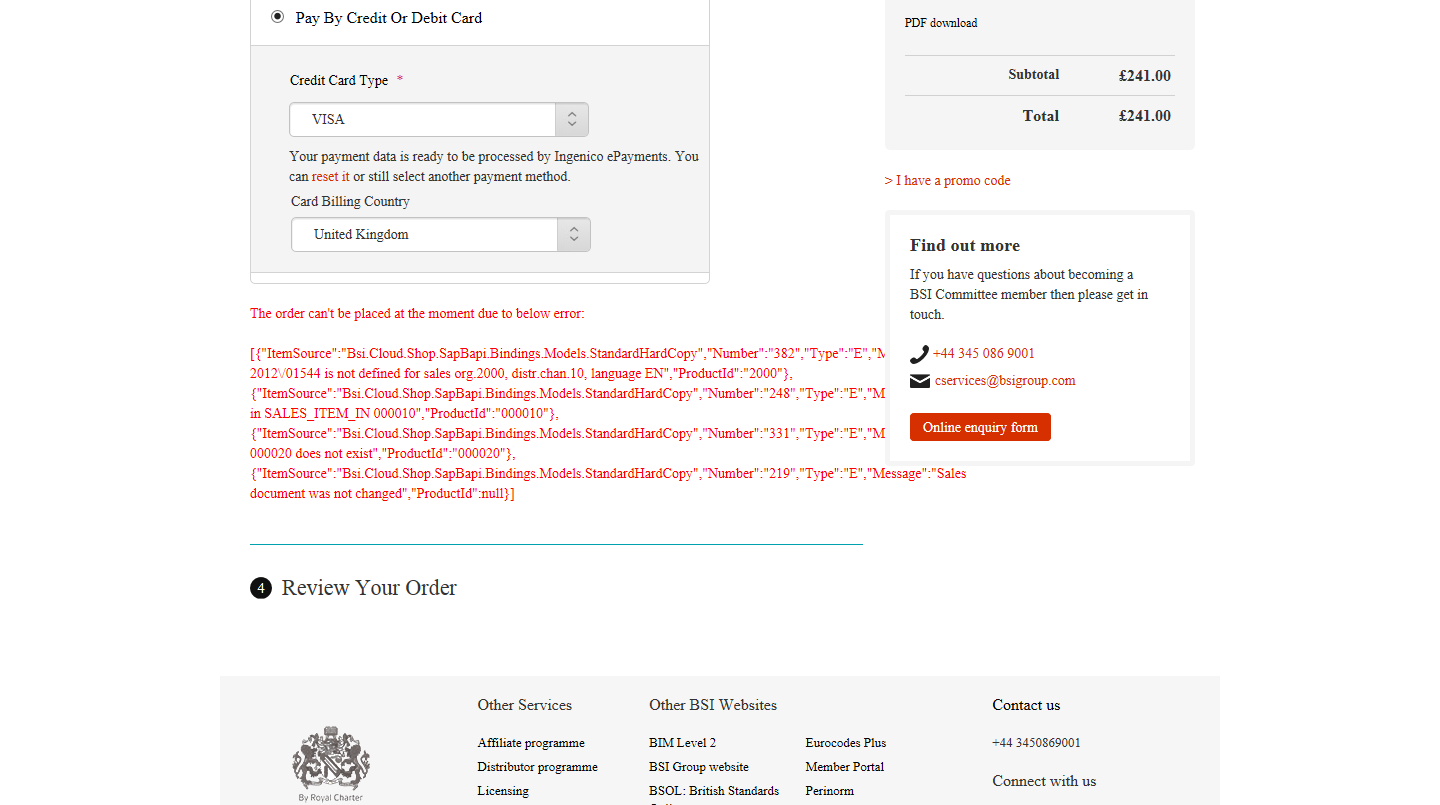 Pay By Credit Or Debit Card
Credit Card Type *
VISA
Your payment data is ready to be processed by Ingenico ePayments. You
can reset it or still select another payment method.
Card Billing Country
United Kingdom
The order can't be placed at the moment due to below error:
[{"ItemSource":"Bsi.Cloud.Shop.SapBapi.Bindings.Models.StandardHardCopy","Number":"382","Type":"E","M
2012\/01544 is not defined for sales org.2000, distr.chan.10, language EN","ProductId":"2000"},
{"ItemSource":"Bsi.Cloud.Shop.SapBapi.Bindings.Models.StandardHardCopy","Number":"248","Type":"E","M
in SALES_ITEM_IN 000010","ProductId":"000010"},
{"ItemSource":"Bsi.Cloud.Shop.SapBapi.Bindings.Models.StandardHardCopy","Number":"331","Type":"E","M
000020 does not exist","ProductId":"000020"},
{"ItemSource":"Bsi.Cloud.Shop.SapBapi.Bindings.Models.StandardHardCopy","Number":"219","Type":"E","Message":"Sales
document was not changed","ProductId":null}]
4 Review Your Order
PDF download
Subtotal £241.00
Total £241.00
> I have a promo code
Find out more
If you have questions about becoming a
BSI Committee member then please get in
touch.
+44 345 086 9001
cservices@bsigroup.com
Online enquiry form
By Royal Charter
Other Services
Affiliate programme
Distributor programme
Licensing
Other BSI Websites
BIM Level 2
BSI Group website
BSOL: British Standards
Eurocodes Plus
Member Portal
Perinorm
Contact us
+44 3450869001
Connect with us